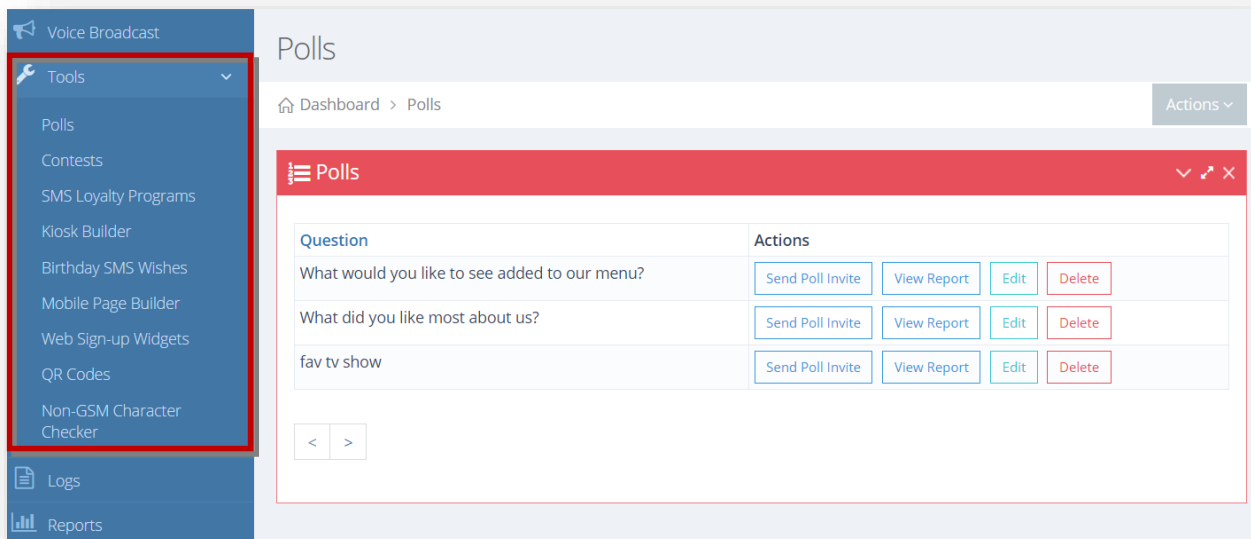 Voice Broadcast
Tools
Polls
Contests
SMS Loyalty Programs
Kiosk Builder
Birthday SMS Wishes
Mobile Page Builder
Web Sign-up Widgets
QR Codes
Non-GSM Character
Checker
Logs
Reports
Polls
Dashboard > Polls
Actions
Polls
Question Actions
What would you like to see added to our menu? Send Poll Invite View Report Edit Delete
What did you like most about us? Send Poll Invite View Report Edit Delete
fav tv show Send Poll Invite View Report Edit Delete
< >